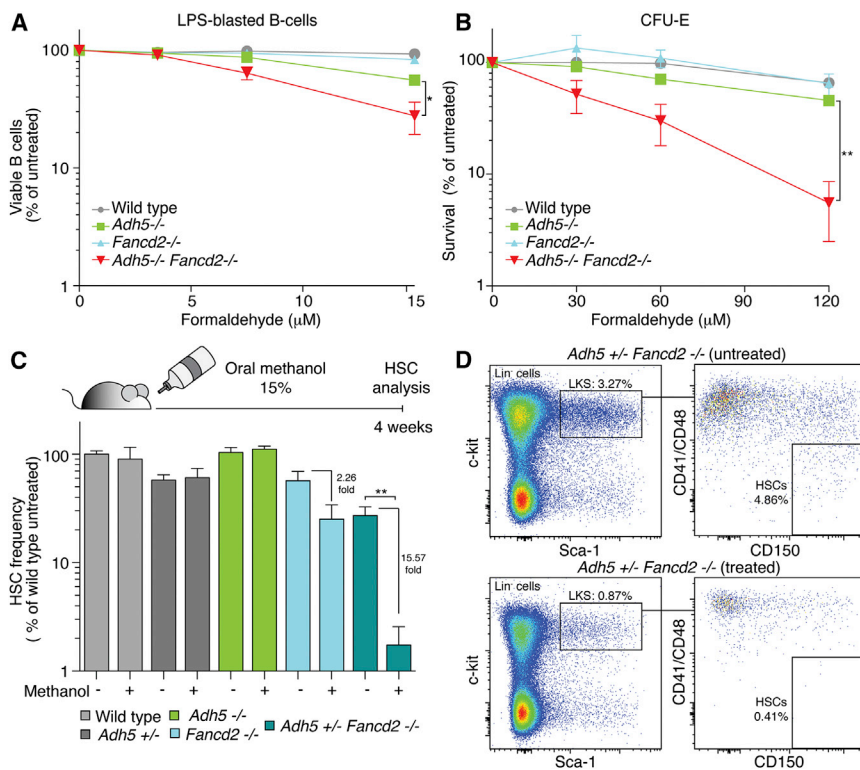 A
LPS-blasted B-cells
Viable B cells
(% of untreated)
100
10
1
0
5
10
15
Formaldehyde (μM)
Wild type
Adh5-/-
Fancd2-/-
Adh5-/- Fancd2-/-
*
B
CFU-E
Survival (% of untreated)
100
10
1
0
30
60
90
120
Formaldehyde (μM)
Wild type
Adh5-/-
Fancd2-/-
Adh5-/- Fancd2-/-
**
C
Oral methanol
15%
HSC
analysis
4 weeks
HSC frequency
( % of wild type untreated)
100
10
1
2.26
fold
**
15.57
fold
Methanol - + - + - + - + - +
Wild type
Adh5 +/-
Adh5 -/-
Fancd2 -/-
Adh5 +/- Fancd2 -/-
D
Adh5 +/- Fancd2 -/- (untreated)
Lin- cells
LKS: 3.27%
c-kit
Sca-1
CD41/CD48
HSCs
4.86%
CD150
Adh5 +/- Fancd2 -/- (treated)
Lin- cells
LKS: 0.87%
c-kit
Sca-1
CD41/CD48
HSCs
0.41%
CD150